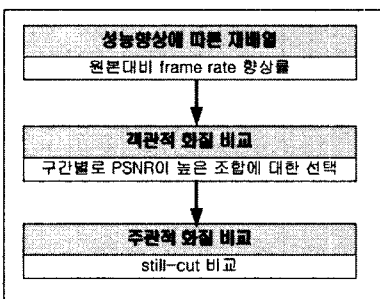 성능향상에 따른 재배열
원본대비 frame rate 향상률
객관적 화질 비교
구간별로 PSNR이 높은 조합에 대한 선택
주관적 화질 비교
still-cut 비교